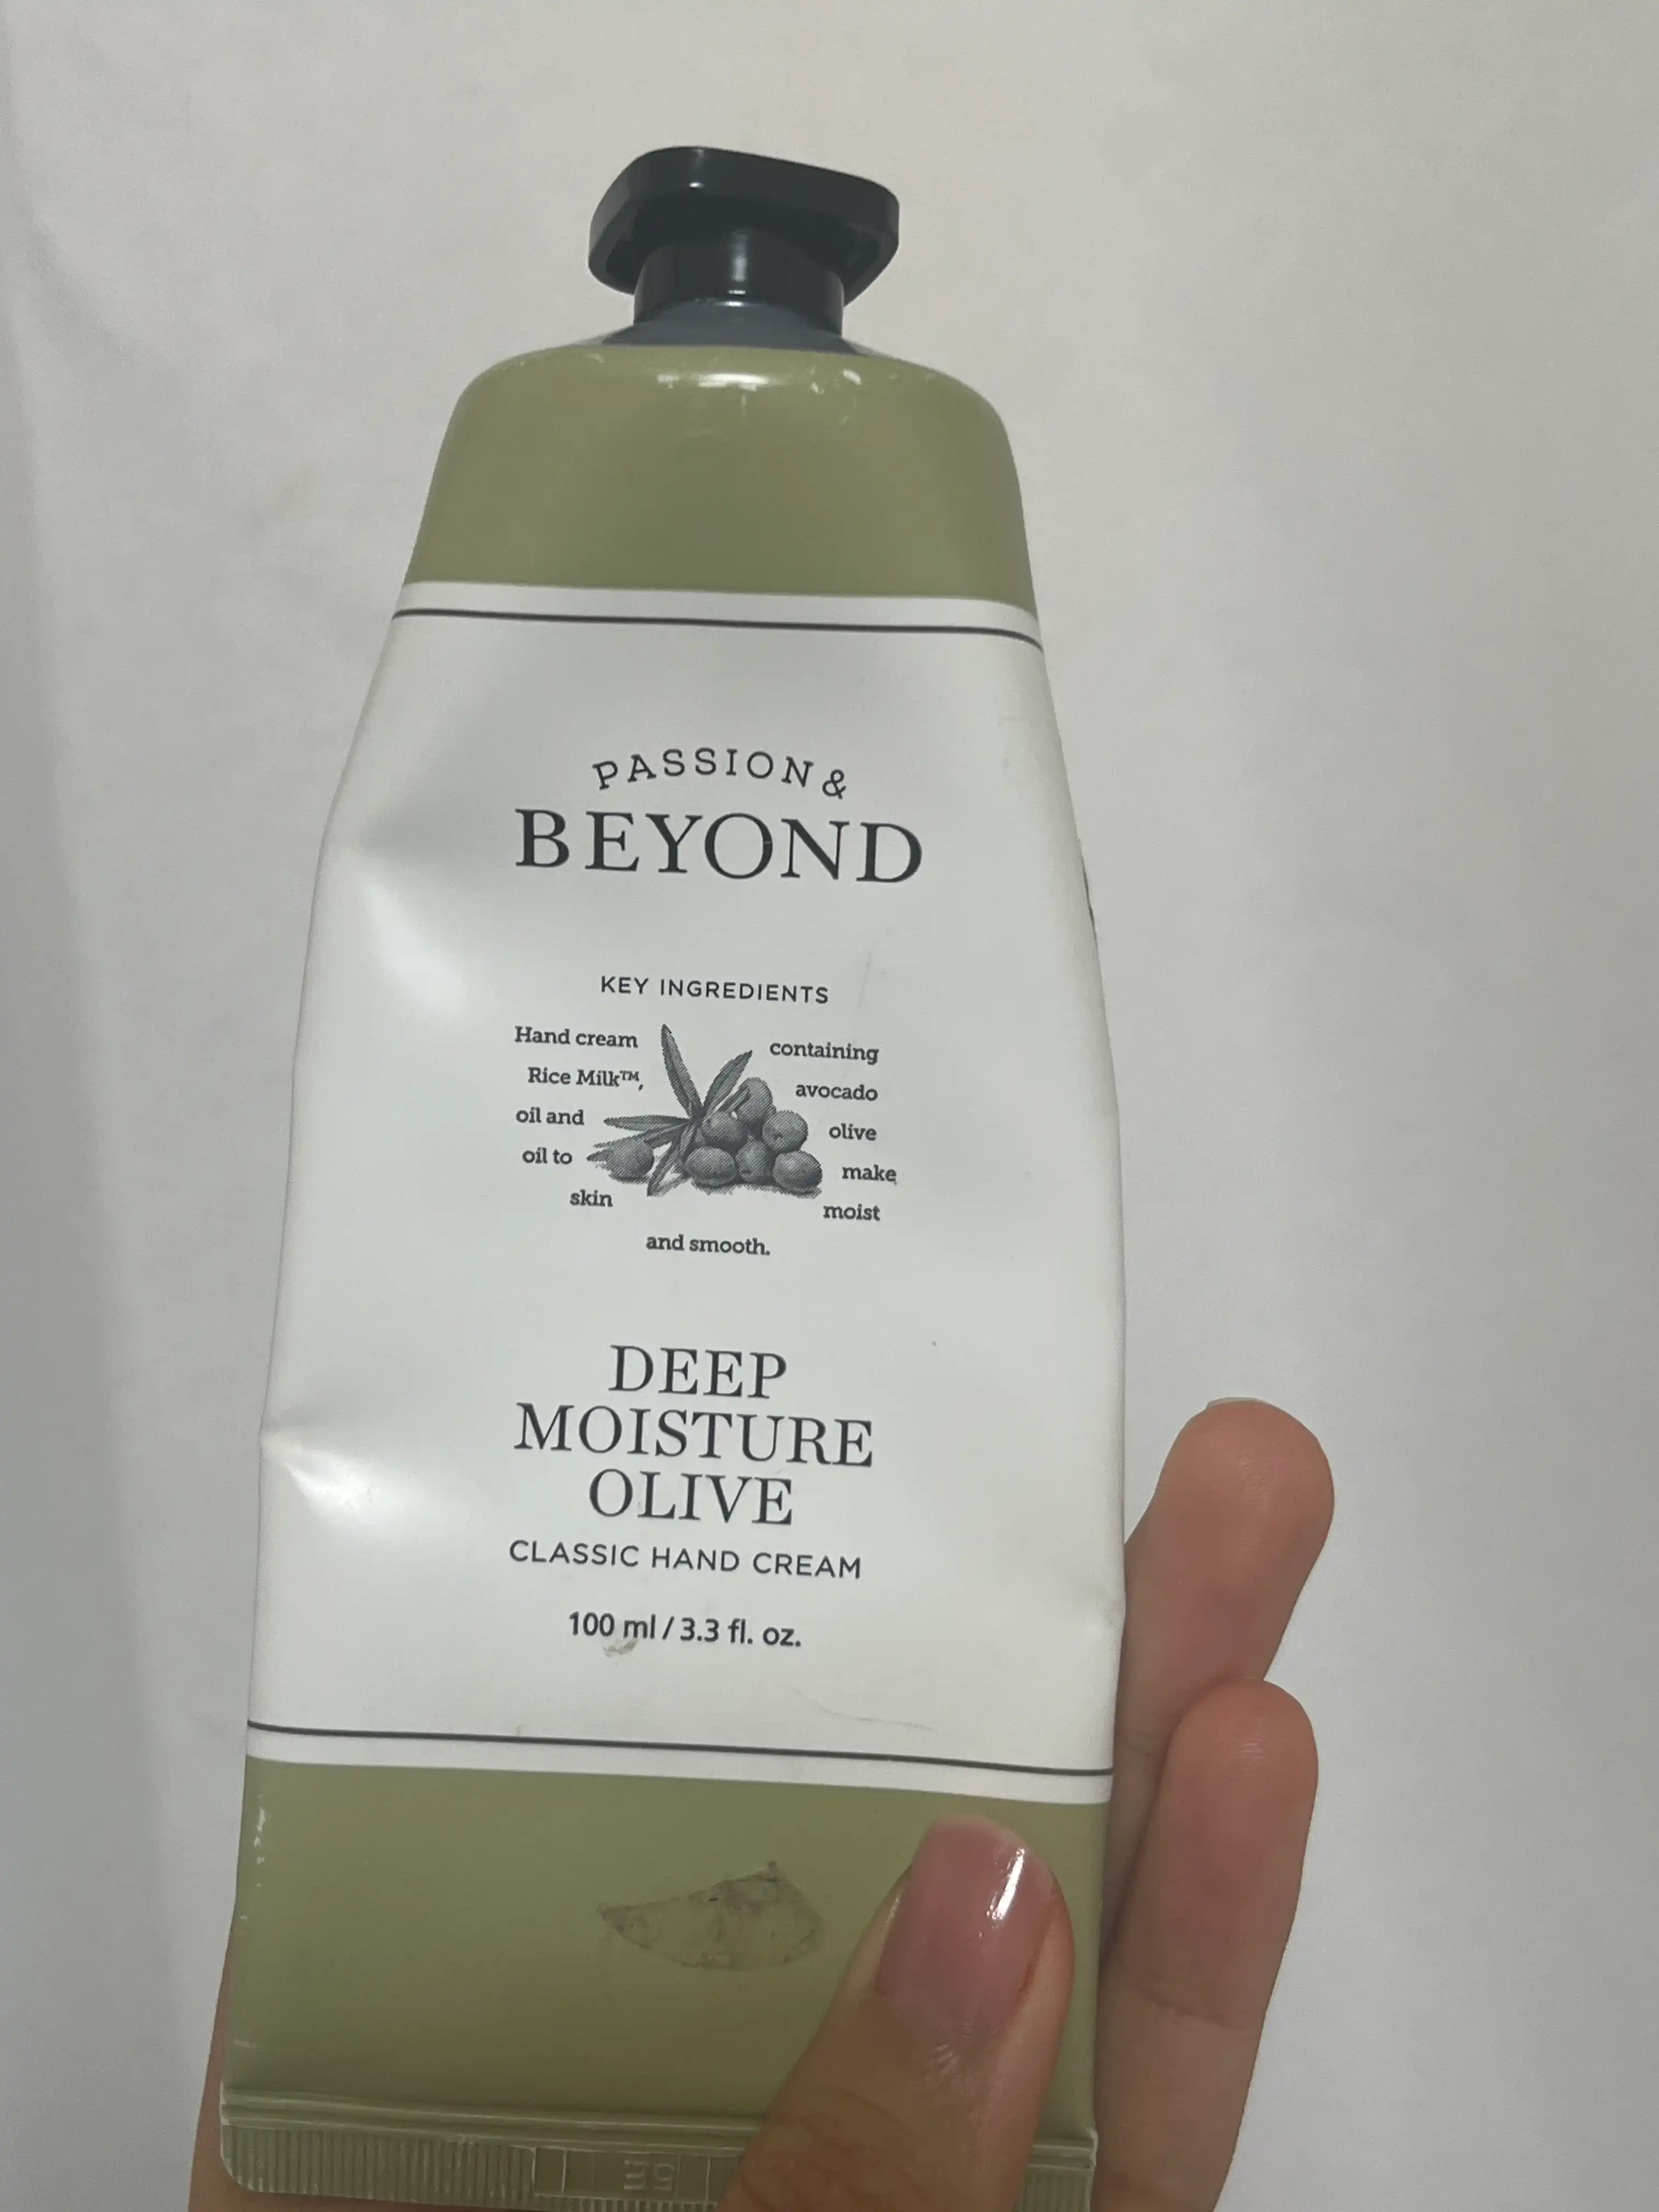 PASSION &
BEYOND
KEY INGREDIENTS
Hand cream containing
Rice Milk™, avocado
oil and olive
oil to make
skin moist
and smooth.
DEEP
MOISTURE
OLIVE
CLASSIC HAND CREAM
100 ml / 3.3 fl. oz.